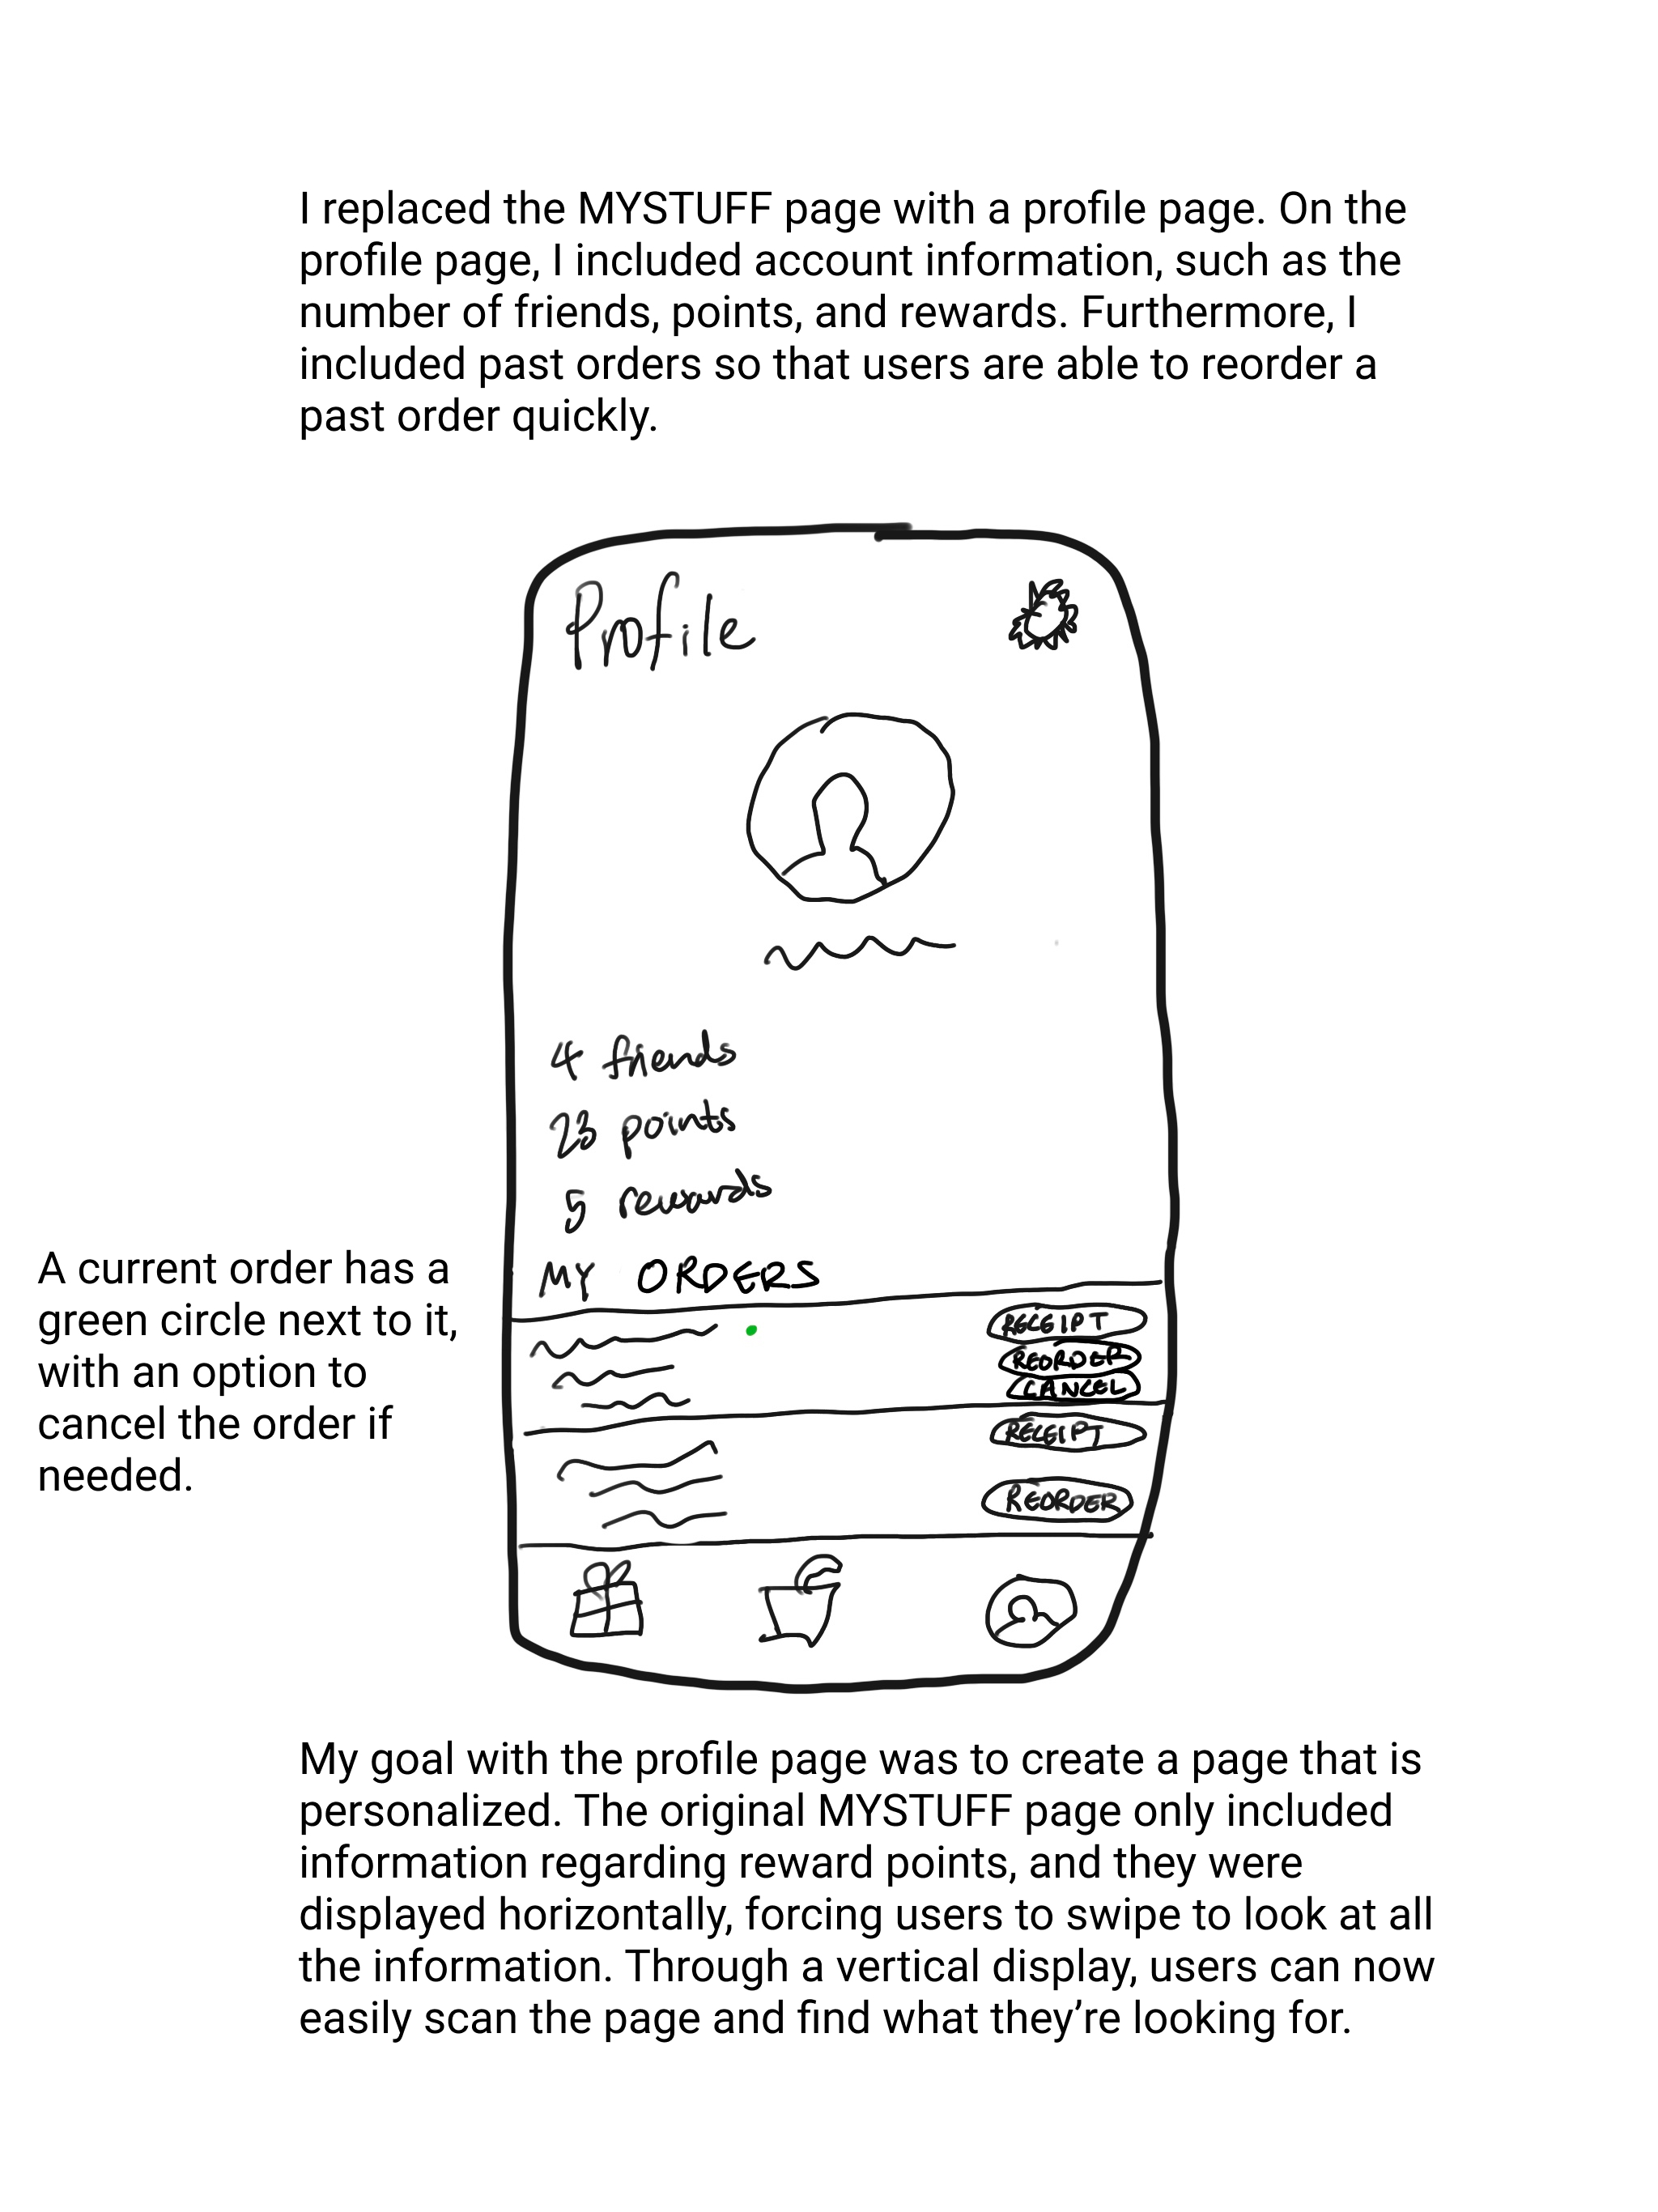 I replaced the MYSTUFF page with a profile page. On the
profile page, I included account information, such as the
number of friends, points, and rewards. Furthermore, I
included past orders so that users are able to reorder a
past order quickly.
Profile
4 friends
23 points
5 rewards
A current order has a
green circle next to it,
with an option to
cancel the order if
needed.
MY ORDERS
RECEIPT
REORDER
CANCEL
RECEIPT
REORDER
My goal with the profile page was to create a page that is
personalized. The original MYSTUFF page only included
information regarding reward points, and they were
displayed horizontally, forcing users to swipe to look at all
the information. Through a vertical display, users can now
easily scan the page and find what they’re looking for.